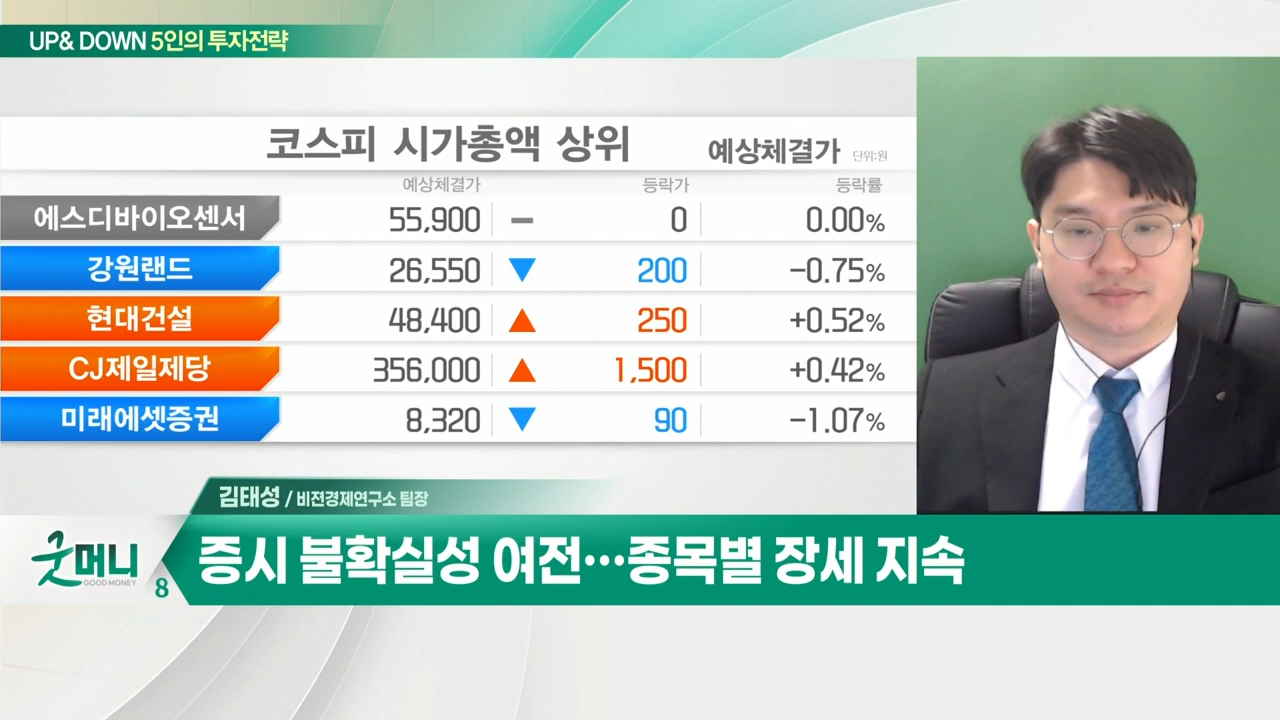 UP& DOWN 5인의 투자전략
코스피 시가총액 상위 예상체결가 단위:원
예상체결가 등락가 등락률
에스디바이오센서 55,900 0 0.00%
강원랜드 26,550 ▼ 200 -0.75%
현대건설 48,400 ▲ 250 +0.52%
CJ제일제당 356,000 ▲ 1,500 +0.42%
미래에셋증권 8,320 ▼ 90 -1.07%
김태성 / 비젼경제연구소 팀장
굿머니
GOOD MONEY
8
증시 불확실성 여전…종목별 장세 지속